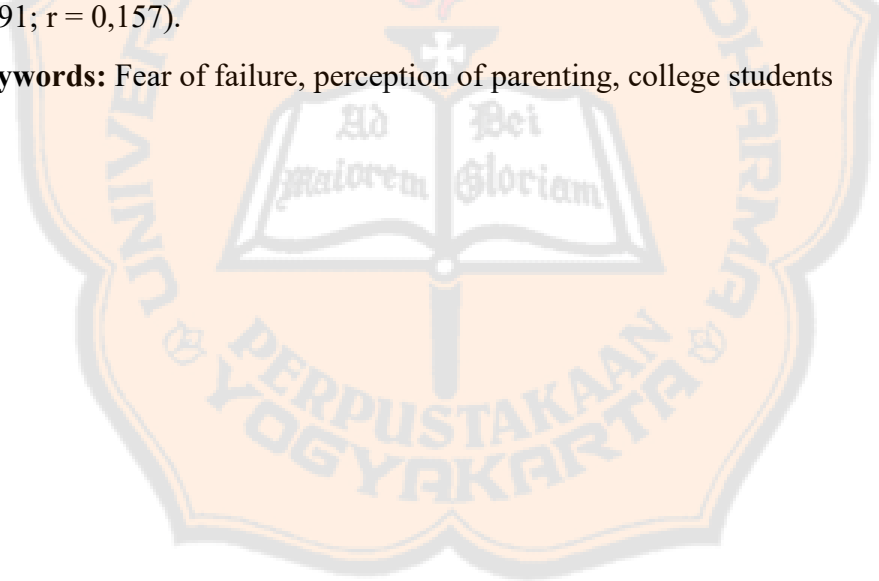 91; r = 0,157).
ywords: Fear of failure, perception of parenting, college students
Ad Dei
maiorem Gloriam
PERPUSTAKAAN
YOGYAKARTA